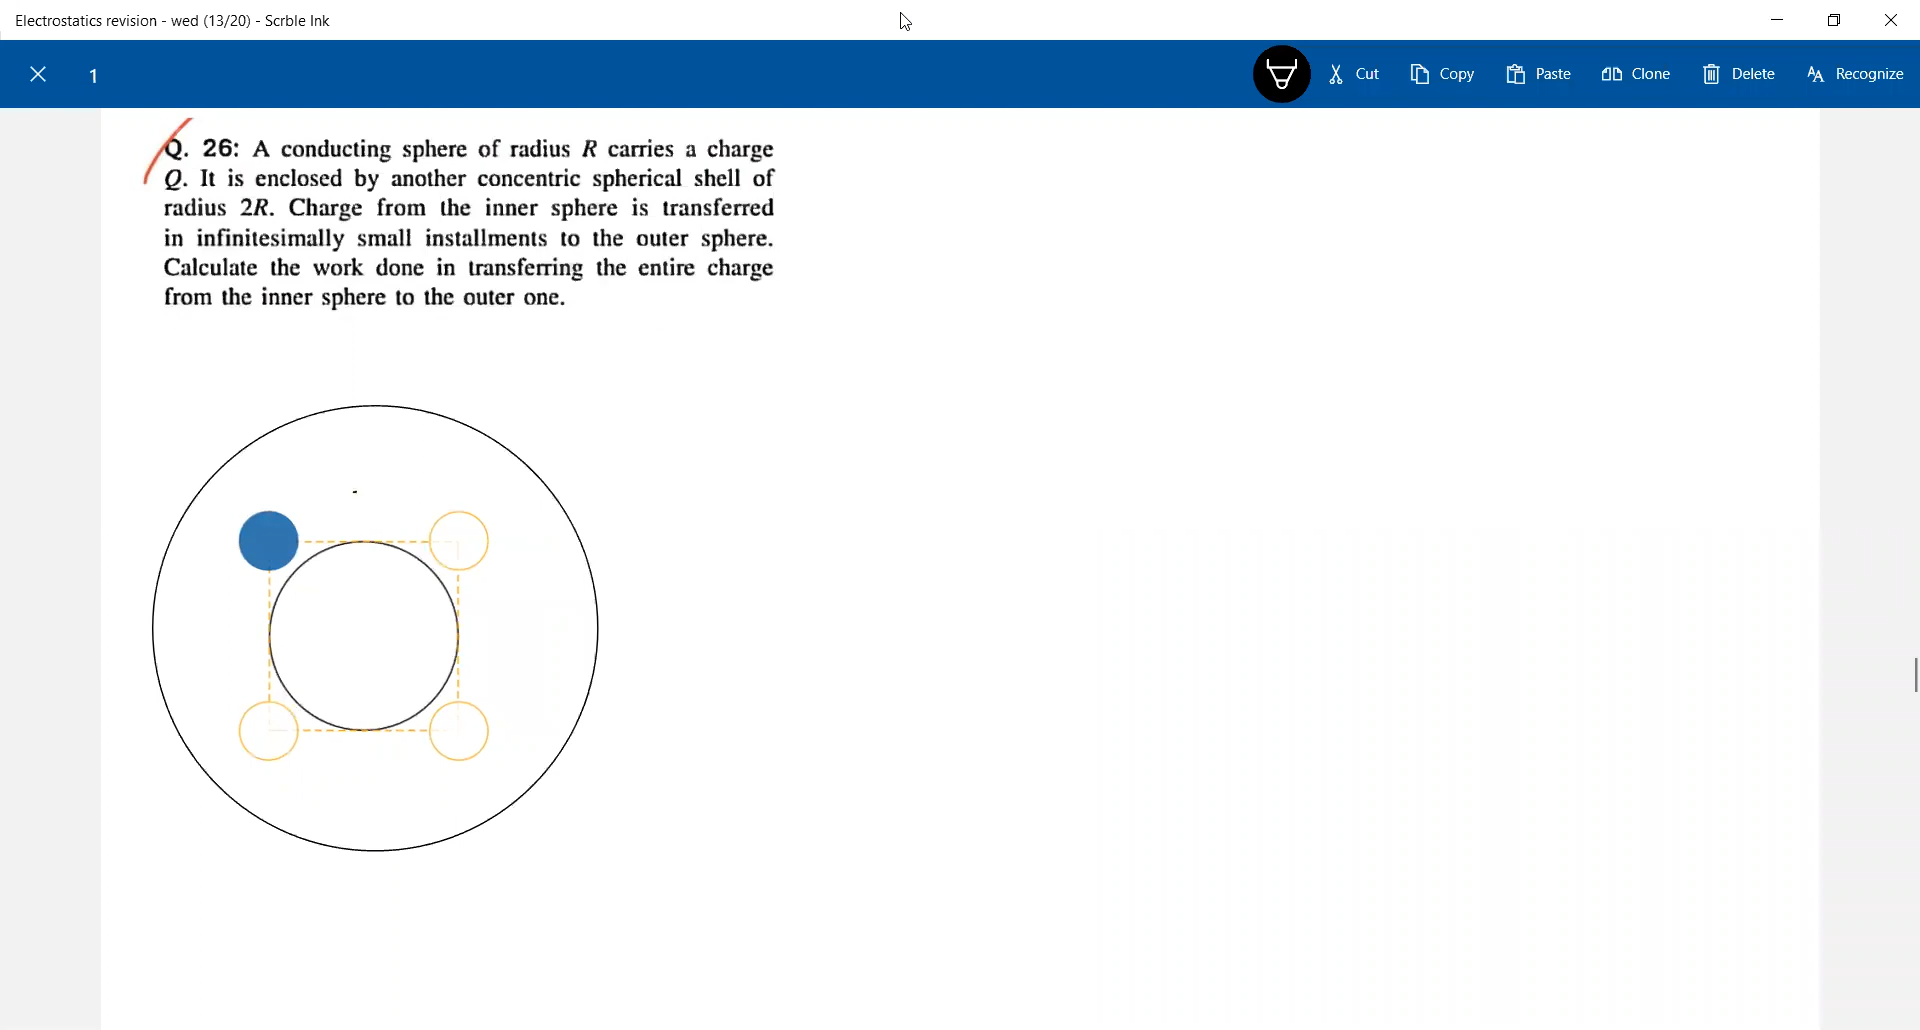 Electrostatics revision - wed (13/20) - Scrble Ink
1
Cut
Copy
Paste
Clone
Delete
Recognize
Q. 26: A conducting sphere of radius R carries a charge
Q. It is enclosed by another concentric spherical shell of
radius 2R. Charge from the inner sphere is transferred
in infinitesimally small installments to the outer sphere.
Calculate the work done in transferring the entire charge
from the inner sphere to the outer one.